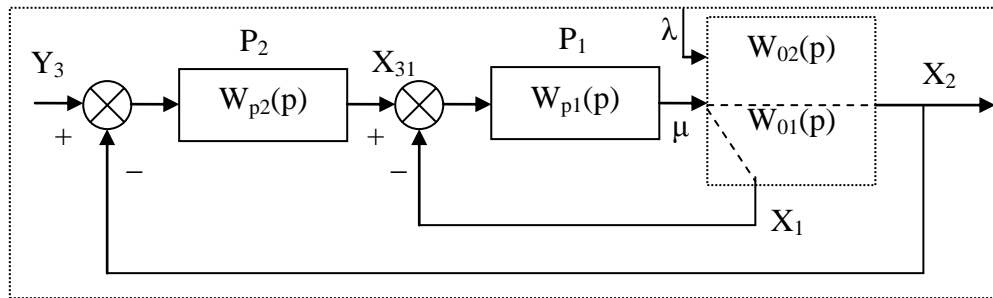 λ
W₀₂(p)
P₂
P₁
Y₃
X₃₁
X₂
Wₚ₂(p)
Wₚ₁(p)
W₀₁(p)
+
+
μ
−
−
X₁